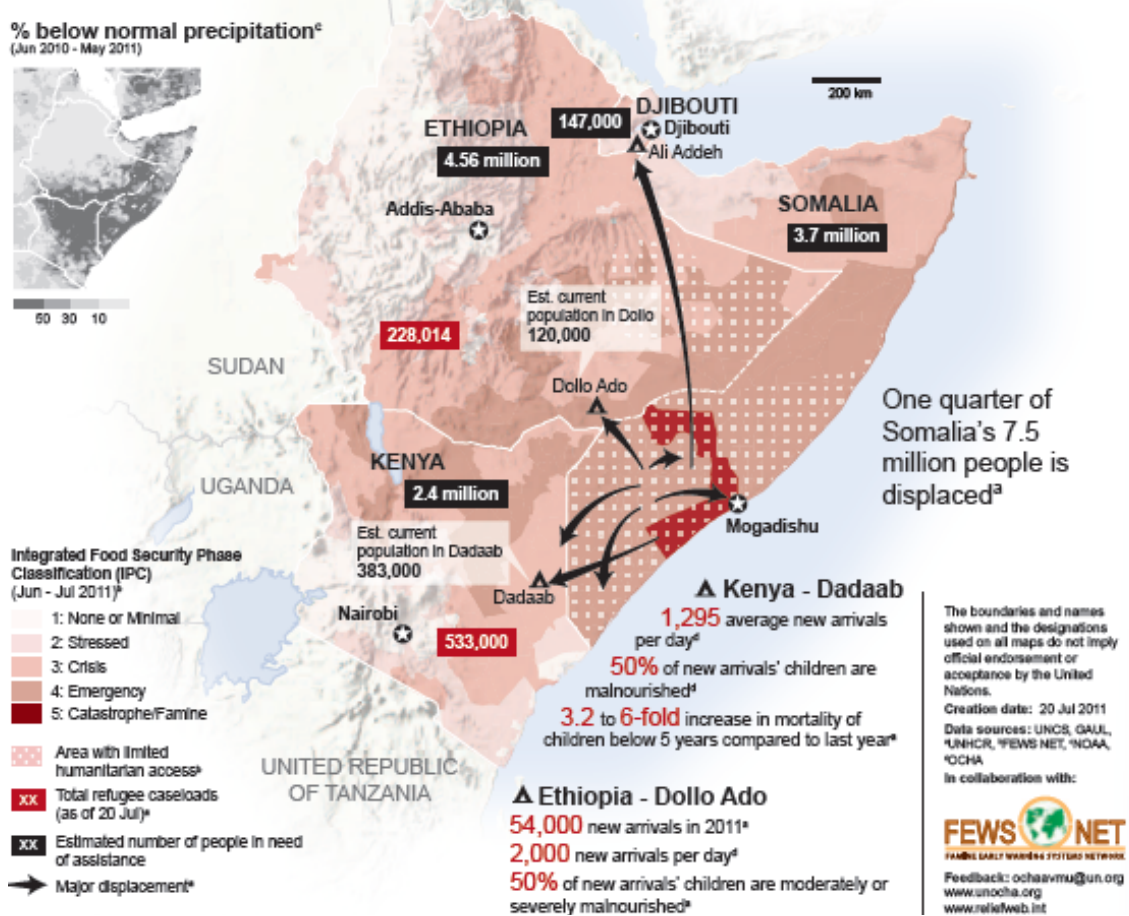 % below normal precipitationᶜ
(Jun 2010 - May 2011)
50 30 10
200 km
ETHIOPIA
4.56 million
147,000
DJIBOUTI
Djibouti
Ali Addeh
Addis-Ababa
SOMALIA
3.7 million
228,014
Est. current
population in Dollo
120,000
Dollo Ado
SUDAN
UGANDA
KENYA
2.4 million
Est. current
population in Dadaab
383,000
Dadaab
Nairobi
533,000
Mogadishu
UNITED REPUBLIC
OF TANZANIA
One quarter of
Somalia's 7.5
million people is
displacedᵃ
Integrated Food Security Phase
Classification (IPC)
(Jun - Jul 2011)ᵇ
1: None or Minimal
2: Stressed
3: Crisis
4: Emergency
5: Catastrophe/Famine
Area with limited
humanitarian access
XX Total refugee caseloads
(as of 20 Jul)
XX Estimated number of people in need
of assistance
Major displacement
Kenya - Dadaab
1,295 average new arrivals
per dayᵈ
50% of new arrivals' children are
malnourishedᵈ
3.2 to 6-fold increase in mortality of
children below 5 years compared to last year
Ethiopia - Dollo Ado
54,000 new arrivals in 2011
2,000 new arrivals per dayᵈ
50% of new arrivals' children are moderately or
severely malnourished
The boundaries and names
shown and the designations
used on all maps do not imply
official endorsement or
acceptance by the United
Nations.
Creation date: 20 Jul 2011
Data sources: UNCS, GAUL,
UNHCR, FEWS NET, NOAA,
OCHA
In collaboration with:
FEWS NET
FAMINE EARLY WARNING SYSTEMS NETWORK
Feedback: ochaavmu@un.org
www.unocha.org
www.reliefweb.int